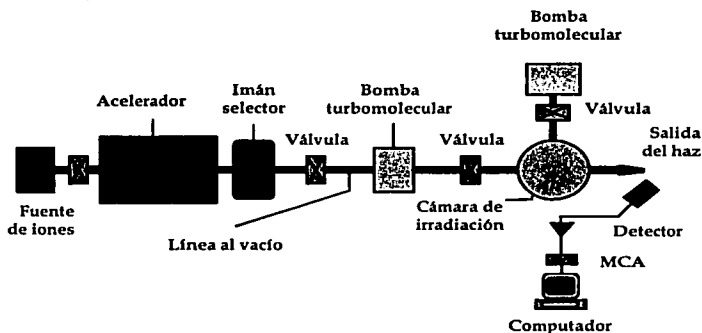 Bomba
turbomolecular
Acelerador
Imán
selector
Bomba
turbomolecular
Válvula
Válvula
Válvula
Salida
del haz
Fuente
de iones
Línea al vacío
Cámara de
irradiación
Detector
MCA
Computador